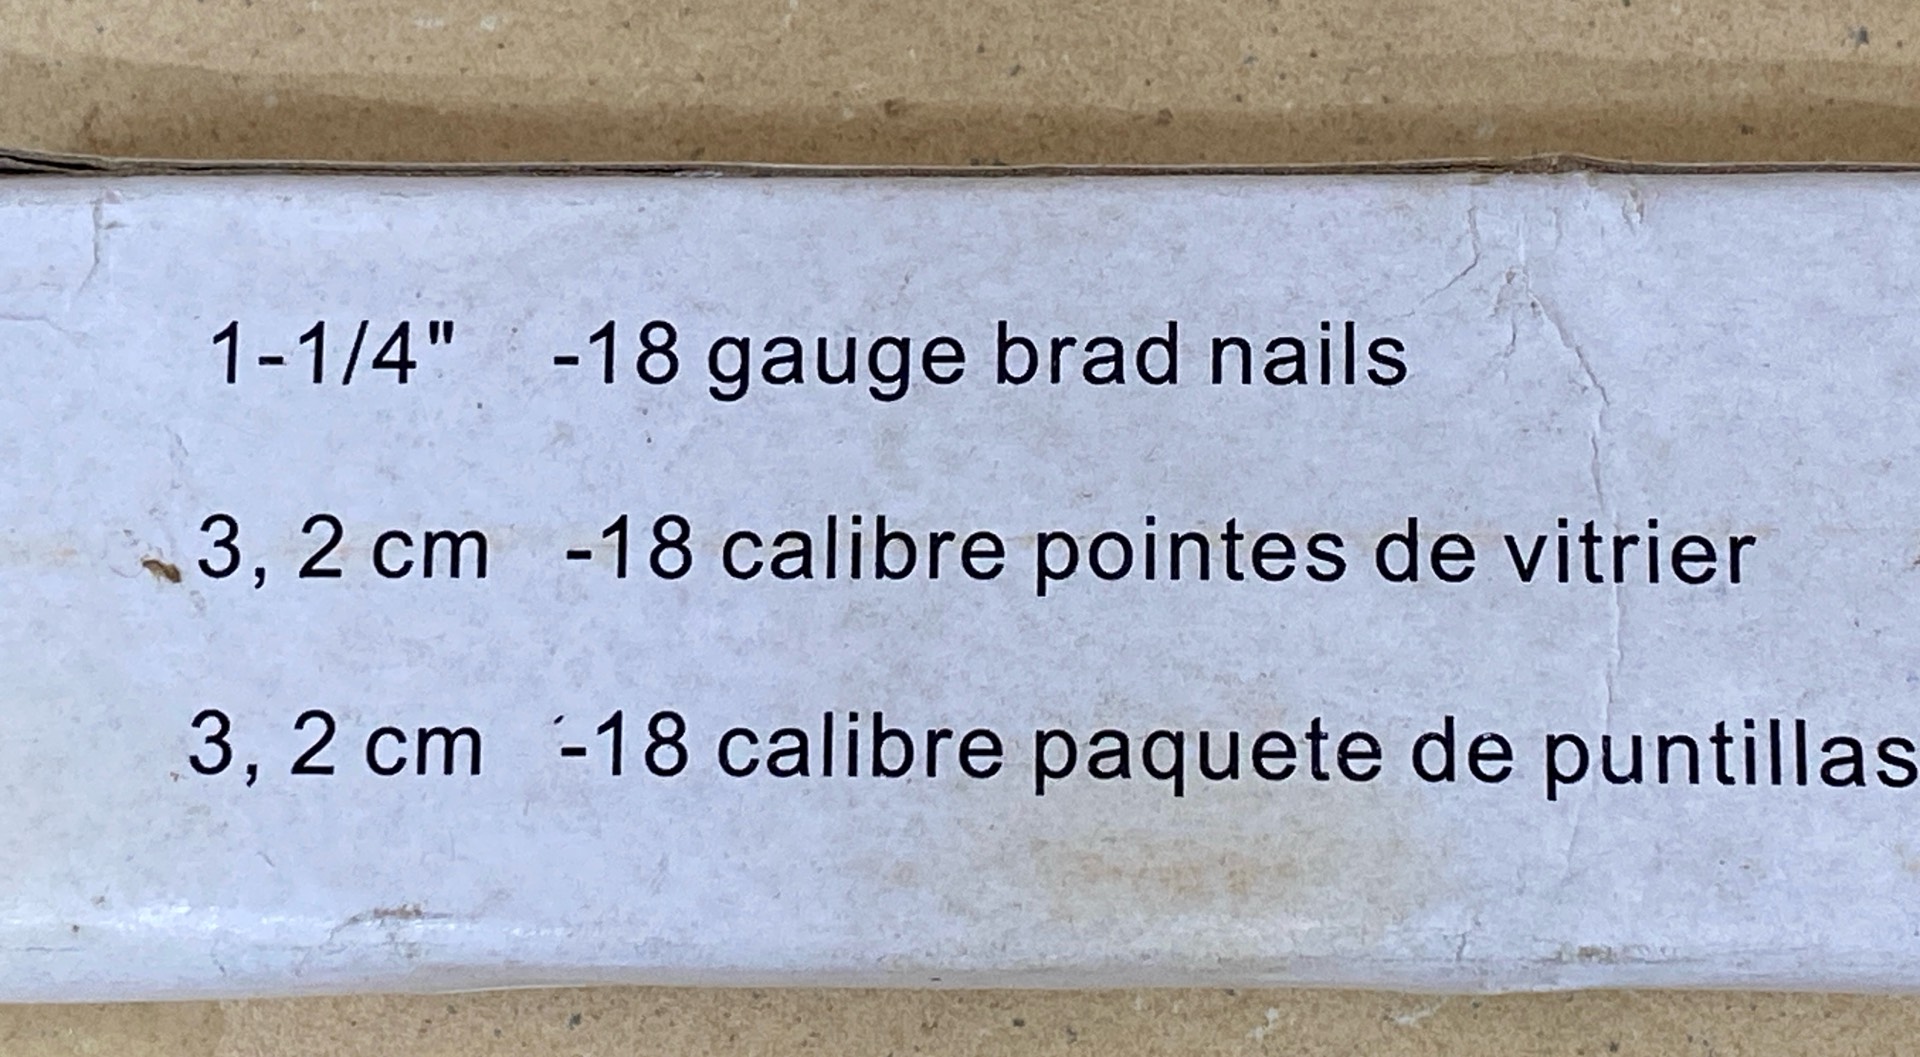 1-1/4" -18 gauge brad nails
3, 2 cm -18 calibre pointes de vitrier
3, 2 cm -18 calibre paquete de puntillas